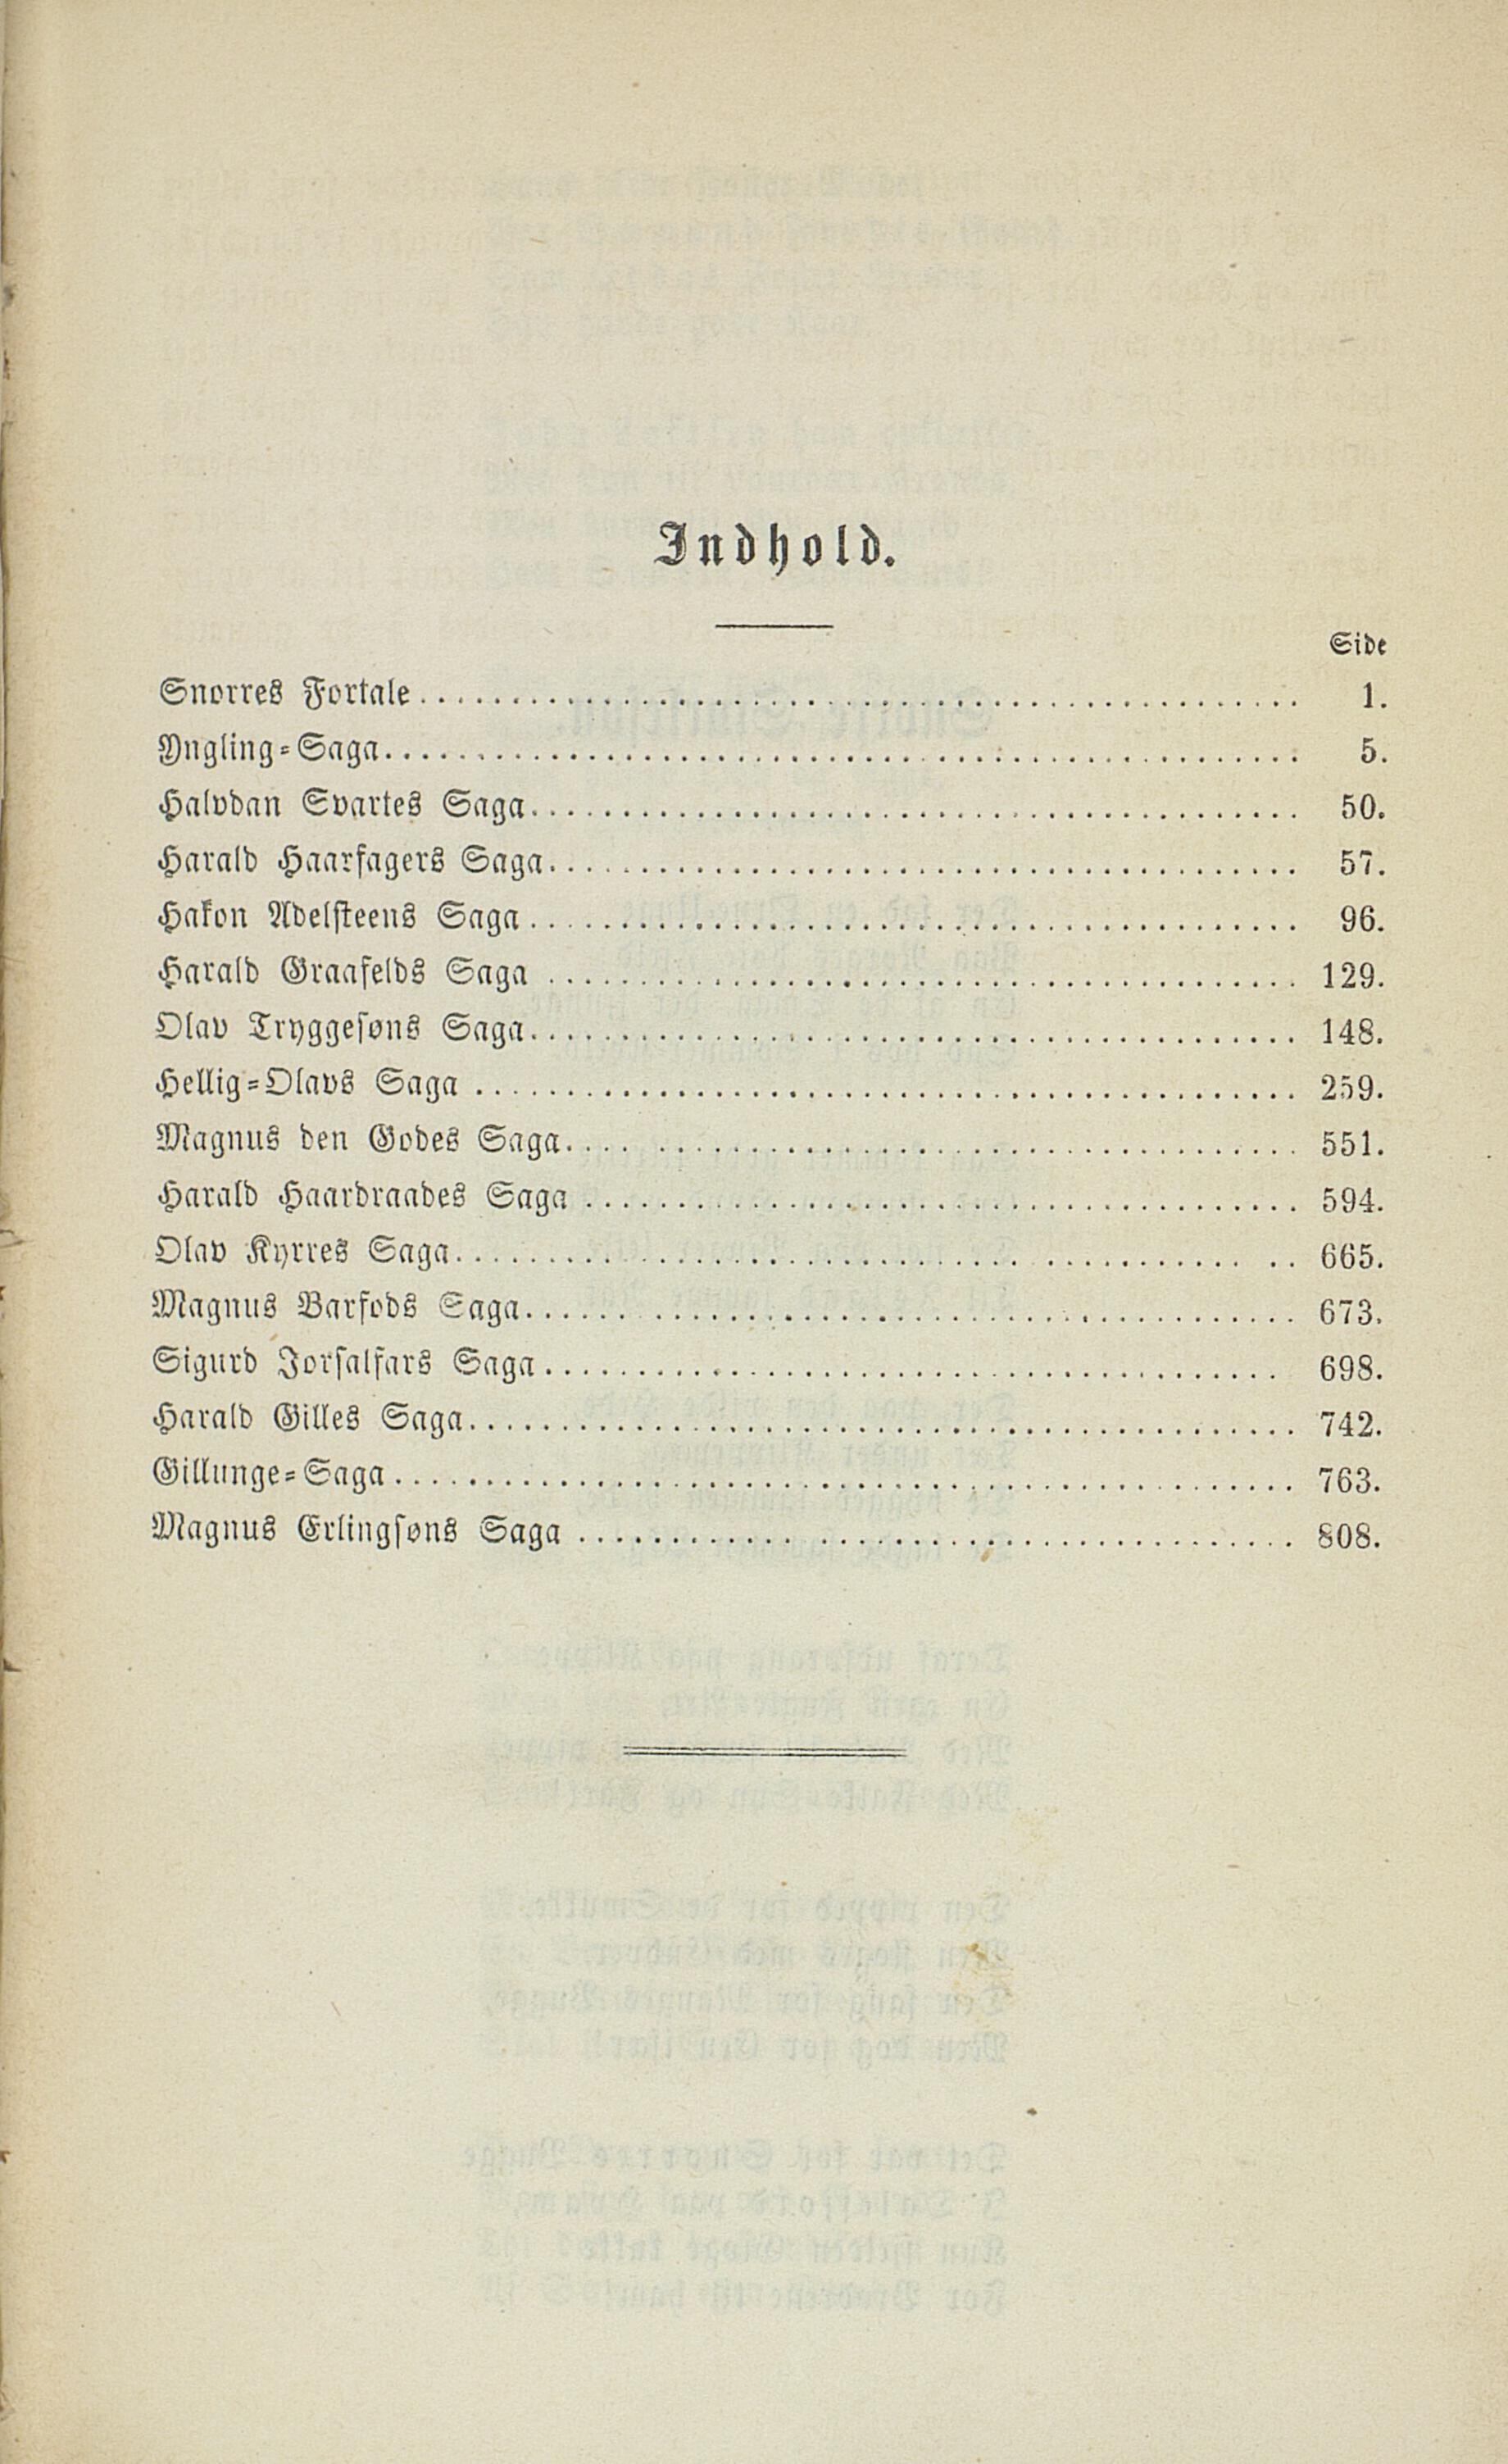 Indhold.
Side
Snorres Fortale 1.
Yngling=Saga 5.
Halvdan Svartes Saga 50.
Harald Haarfagers Saga 57.
Hakon Adelsteens Saga 96.
Harald Graafelds Saga 129.
Olav Tryggesøns Saga 148.
Hellig=Olavs Saga 259.
Magnus den Godes Saga 551.
Harald Haardraades Saga 594.
Olav Kyrres Saga 665.
Magnus Barfods Saga 673.
Sigurd Jorsalfars Saga 698.
Harald Gilles Saga 742.
Gillunge=Saga 763.
Magnus Erlingsøns Saga 808.